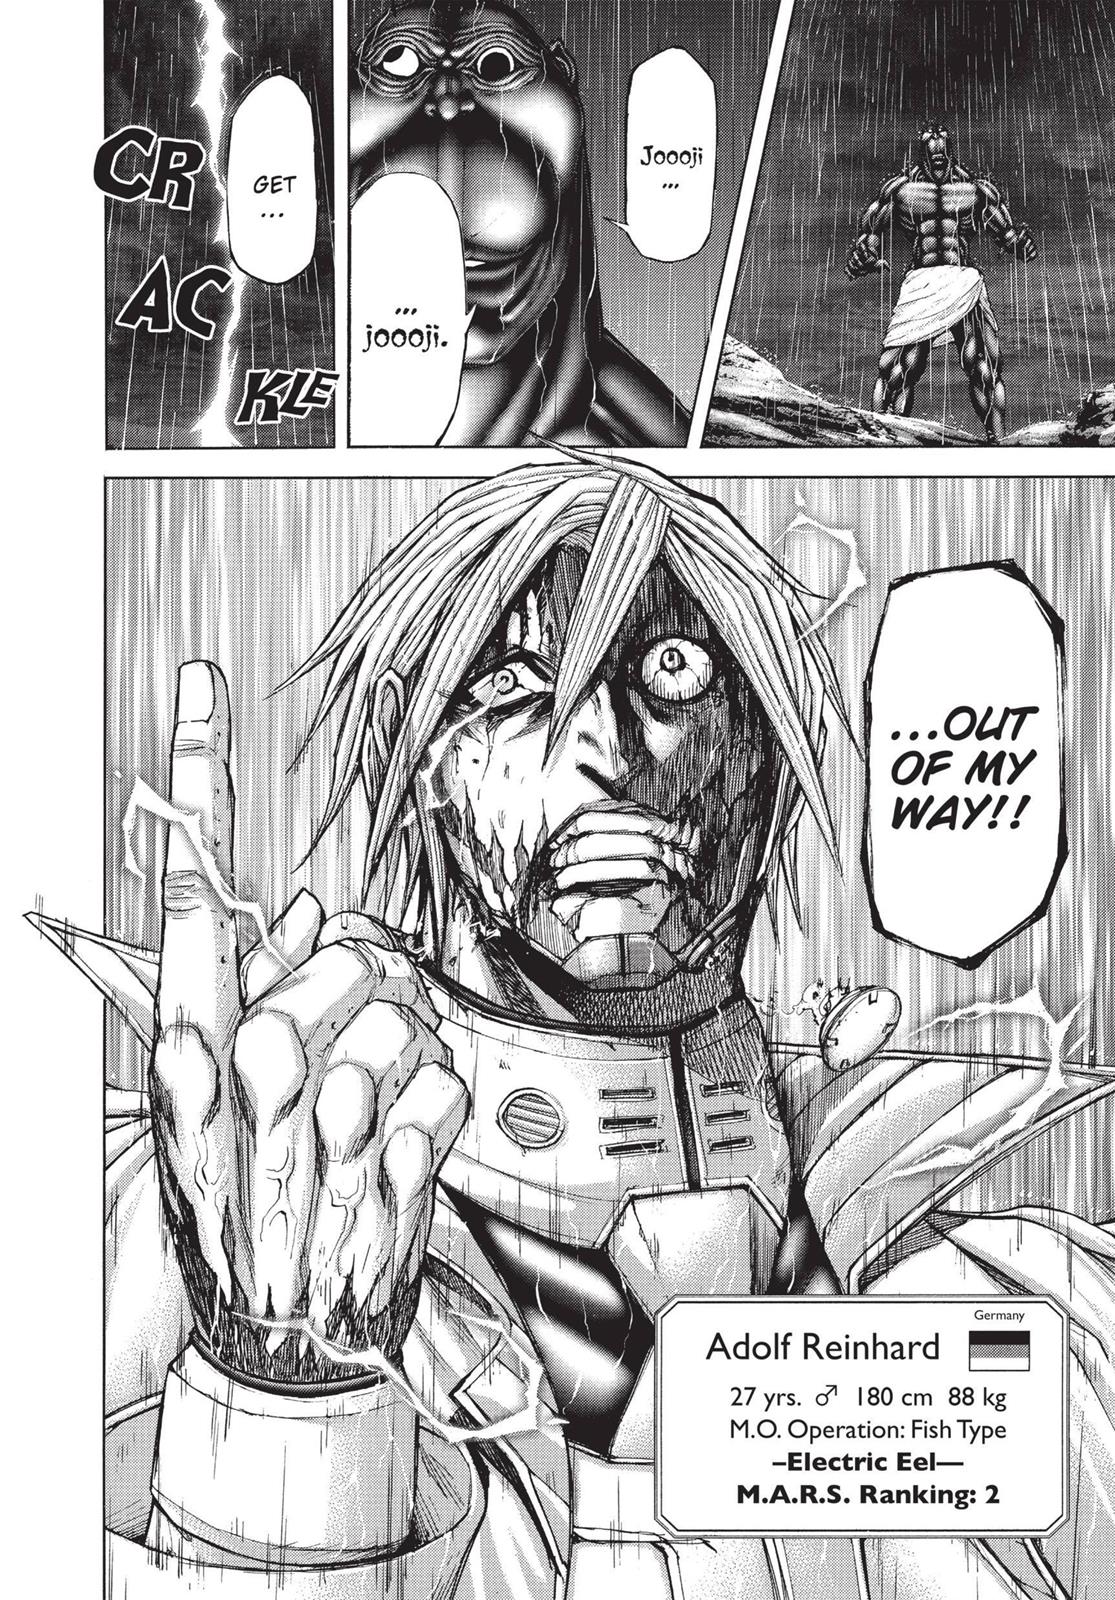 Joooji
...
...
joooji.
GET
...
CR
AC
KLE
...OUT
OF MY
WAY!!
Germany
Adolf Reinhard
27 yrs. ♂ 180 cm 88 kg
M.O. Operation: Fish Type
–Electric Eel—
M.A.R.S. Ranking: 2